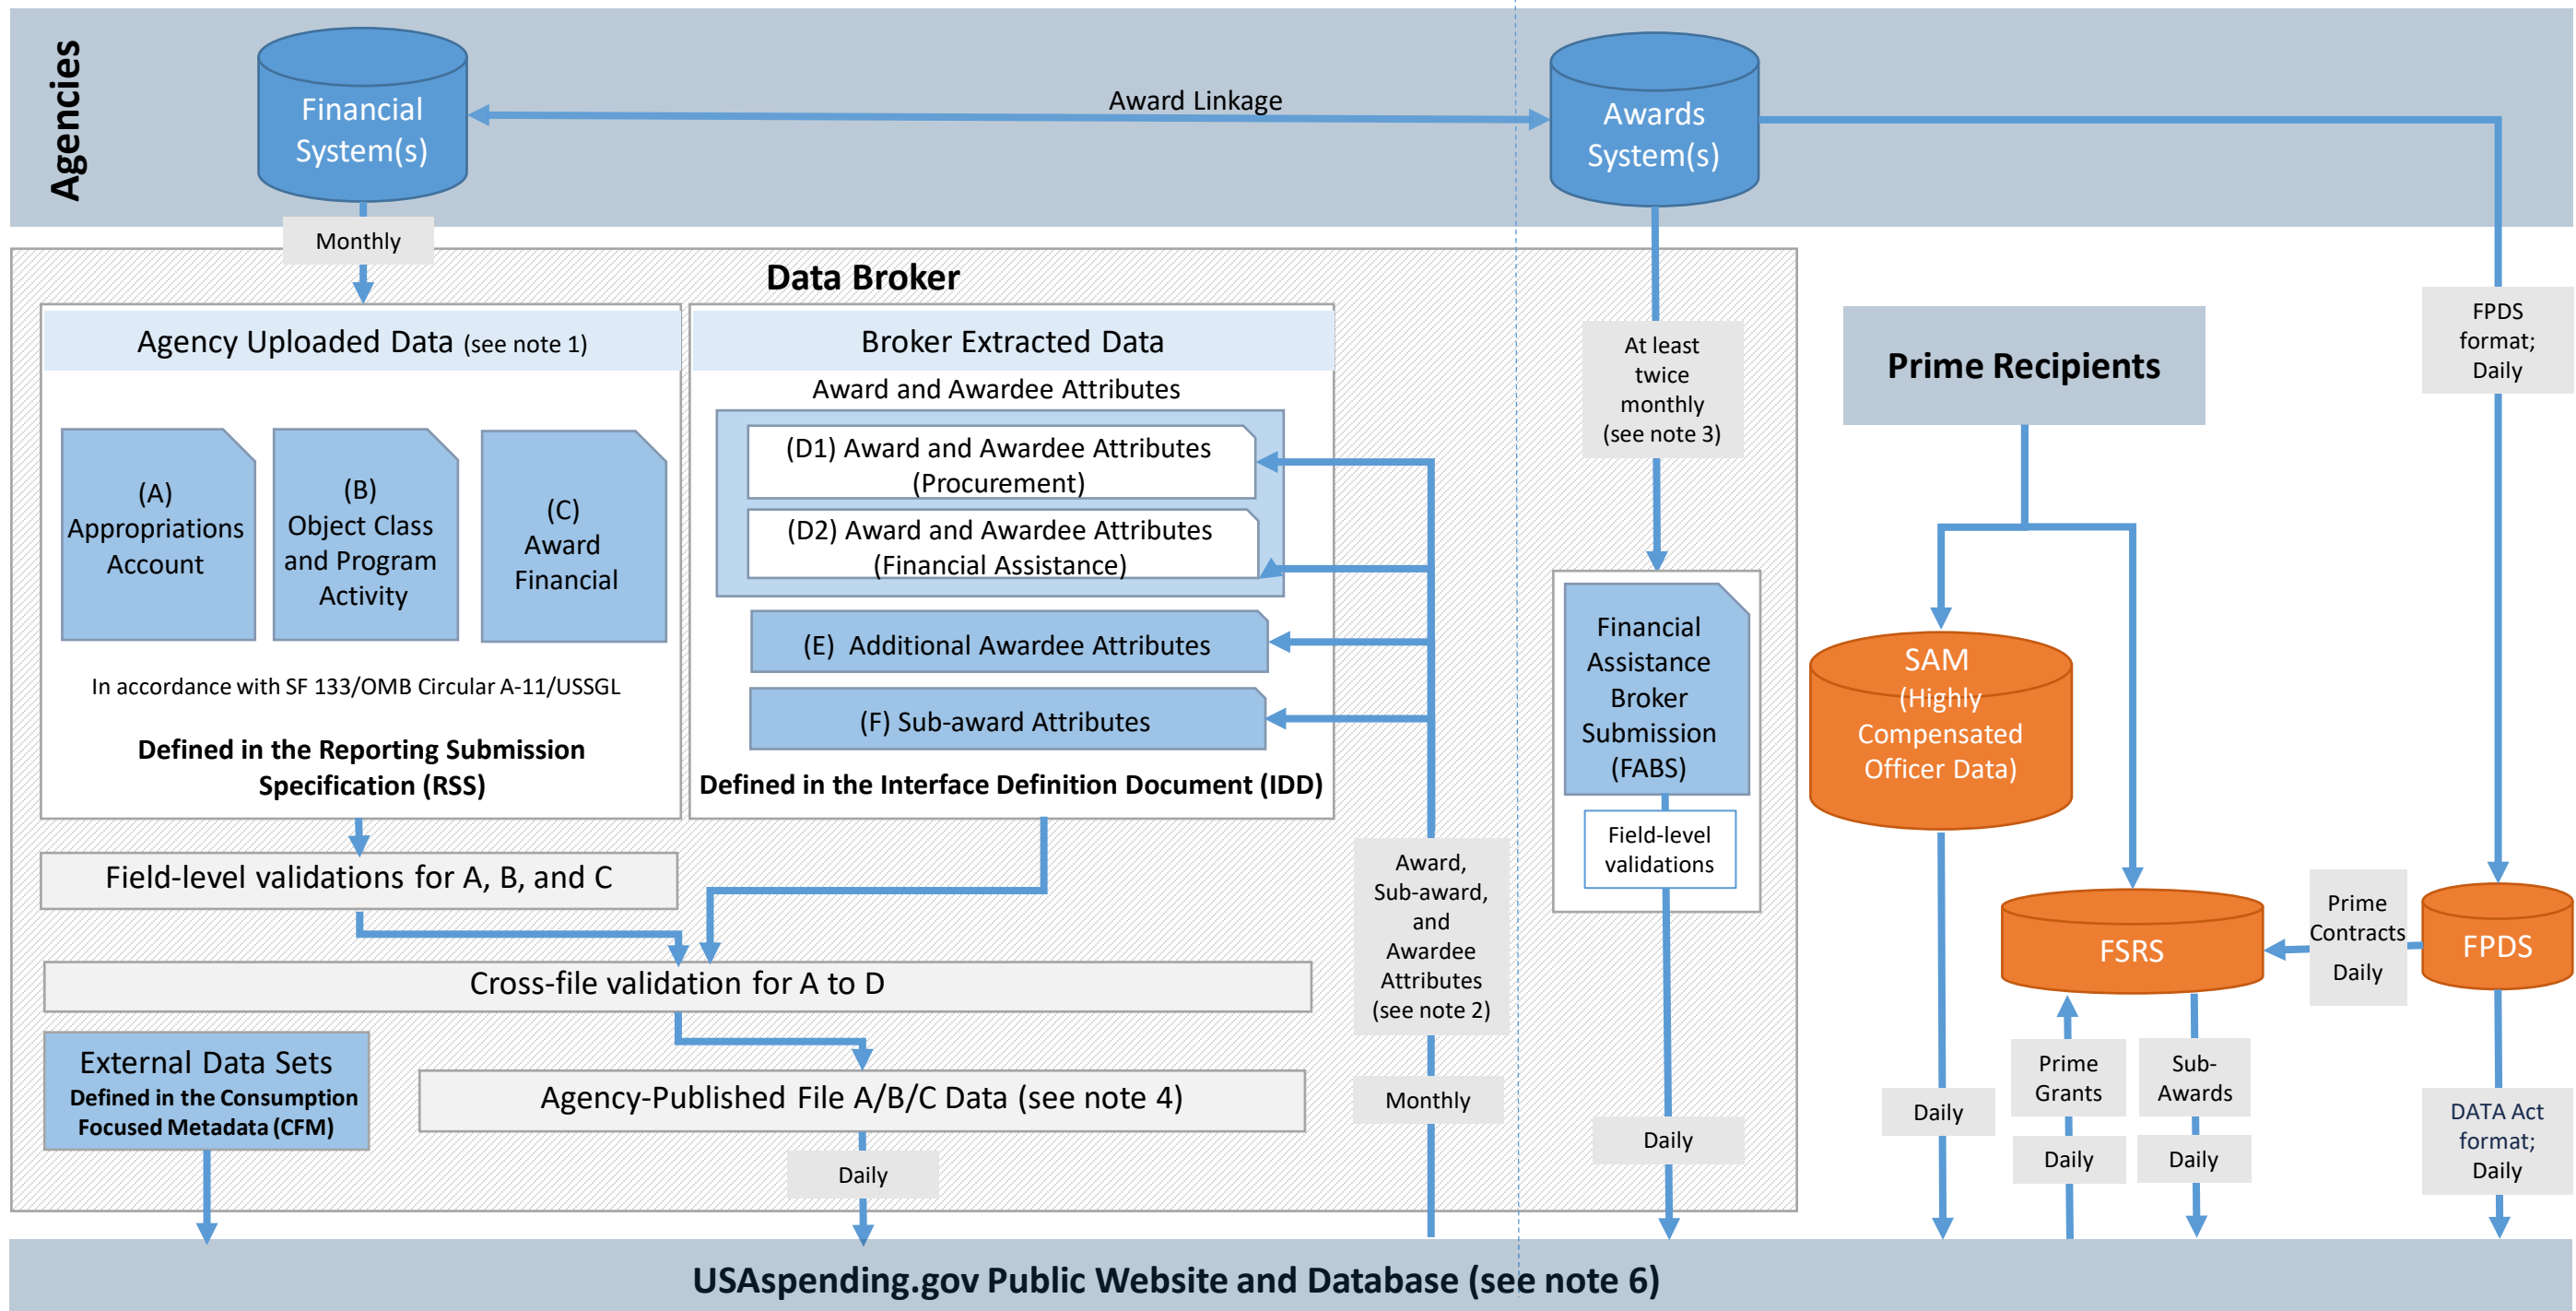 Agencies
Financial
System(s)
Award Linkage
Awards
System(s)
Monthly
Data Broker
Agency Uploaded Data (see note 1)
(A)
Appropriations
Account
(B)
Object Class
and Program
Activity
(C)
Award
Financial
In accordance with SF 133/OMB Circular A-11/USSGL
Defined in the Reporting Submission
Specification (RSS)
Broker Extracted Data
Award and Awardee Attributes
(D1) Award and Awardee Attributes
(Procurement)
(D2) Award and Awardee Attributes
(Financial Assistance)
(E) Additional Awardee Attributes
(F) Sub-award Attributes
Defined in the Interface Definition Document (IDD)
Field-level validations for A, B, and C
Cross-file validation for A to D
External Data Sets
Defined in the Consumption
Focused Metadata (CFM)
Agency-Published File A/B/C Data (see note 4)
Daily
Award,
Sub-award,
and
Awardee
Attributes
(see note 2)
Monthly
At least
twice
monthly
(see note 3)
Financial
Assistance
Broker
Submission
(FABS)
Field-level
validations
Daily
Prime Recipients
SAM
(Highly
Compensated
Officer Data)
Daily
FPDS
format;
Daily
FSRS
Prime
Contracts
Daily
FPDS
Prime
Grants
Daily
Sub-
Awards
Daily
DATA Act
format;
Daily
USAspending.gov Public Website and Database (see note 6)